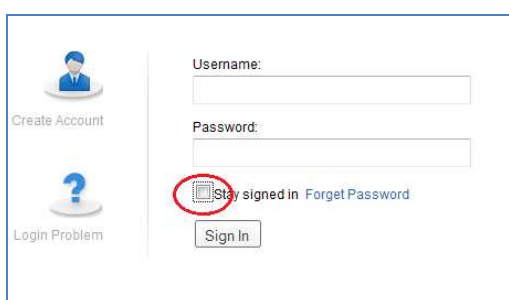 Create Account
Login Problem
Username:
Password:
Stay signed in Forget Password
Sign In